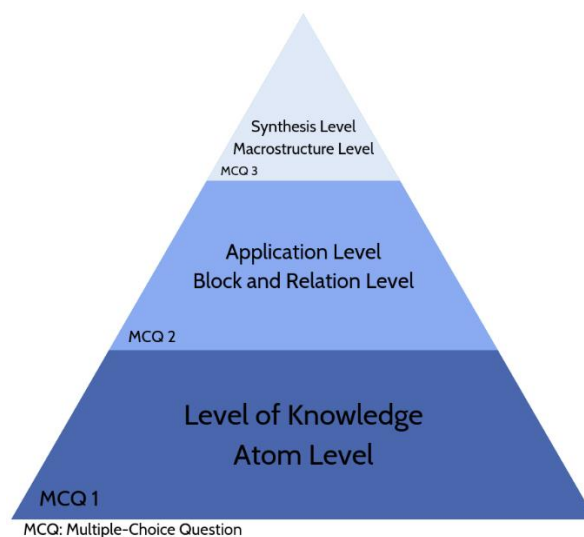 Synthesis Level
Macrostructure Level
MCQ 3
Application Level
Block and Relation Level
MCQ 2
Level of Knowledge
Atom Level
MCQ 1
MCQ: Multiple-Choice Question